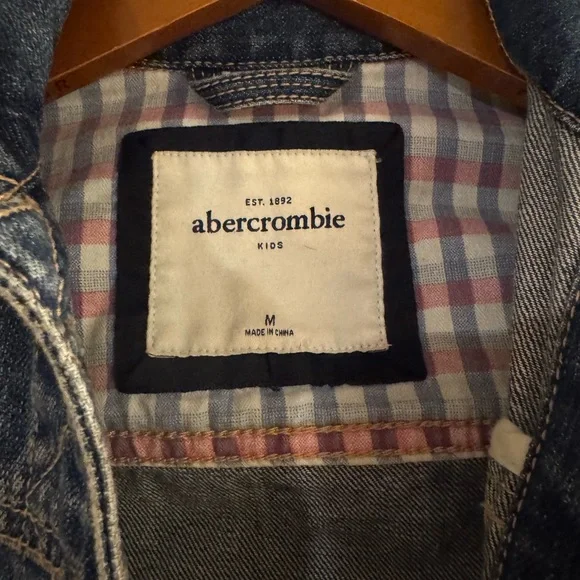 EST. 1892
abercrombie
KIDS
M
MADE IN CHINA